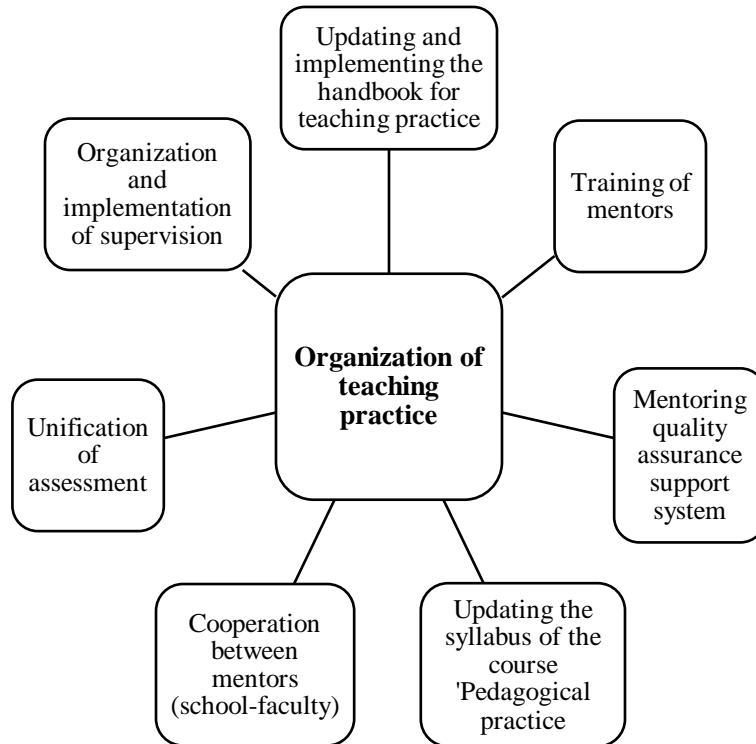 Updating and
implementing the
handbook for
teaching practice
Training of
mentors
Mentoring
quality
assurance
support
system
Updating the
syllabus of the
course
'Pedagogical
practice
Cooperation
between
mentors
(school-faculty)
Unification
of
assessment
Organization
and
implementation
of supervision
Organization of
teaching
practice